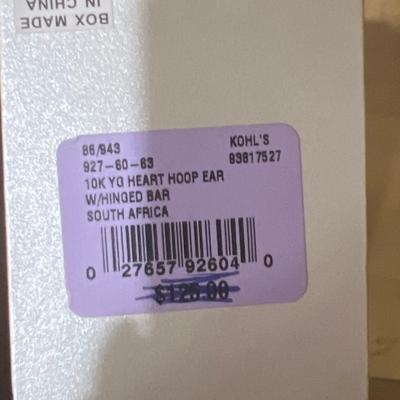 BOX MADE
IN CHINA
86/943 KOHL'S
927-60-63 93817527
10K YG HEART HOOP EAR
W/HINGED BAR
SOUTH AFRICA
0 27657 92604 0
$125.00